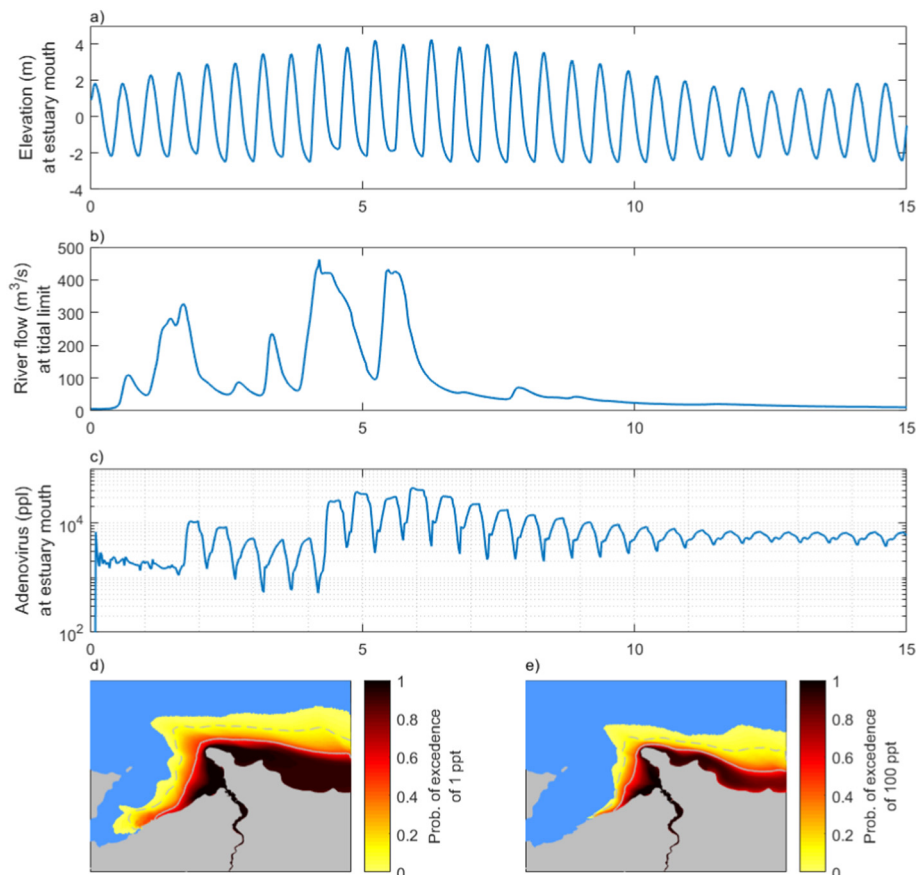 a)
Elevation (m)
at estuary mouth
4
2
0
-2
-4
0
5
10
15
b)
River flow (m³/s)
at tidal limit
500
400
300
200
100
0
0
5
10
15
c)
Adenovirus (ppl)
at estuary mouth
10⁴
10²
0
5
10
15
d)
1
0.8
0.6
0.4
0.2
0
Prob. of excedence
of 1 ppt
e)
1
0.8
0.6
0.4
0.2
0
Prob. of excedence
of 100 ppt